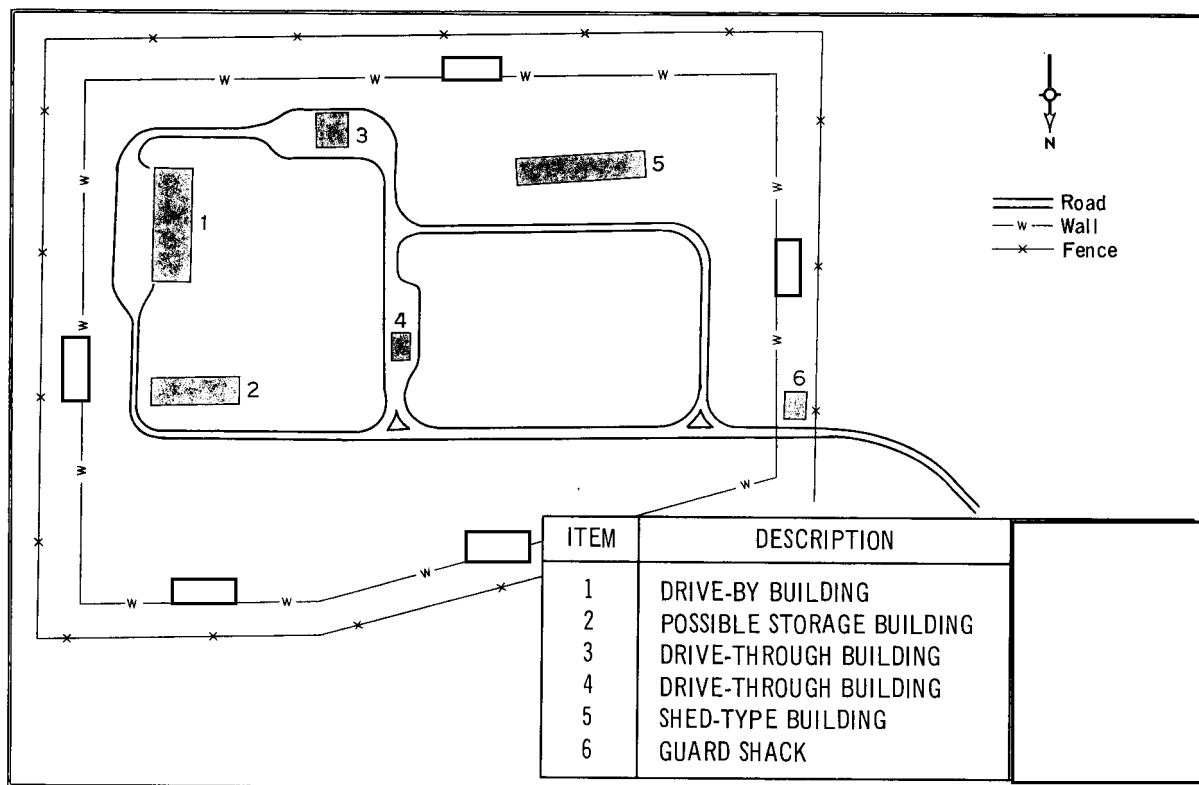 W W W W
3
N
5
W
W
1
Road
W Wall
Fence
W
4
W
6
2
W
W
W
W W
ITEM DESCRIPTION
1 DRIVE-BY BUILDING
2 POSSIBLE STORAGE BUILDING
3 DRIVE-THROUGH BUILDING
4 DRIVE-THROUGH BUILDING
5 SHED-TYPE BUILDING
6 GUARD SHACK